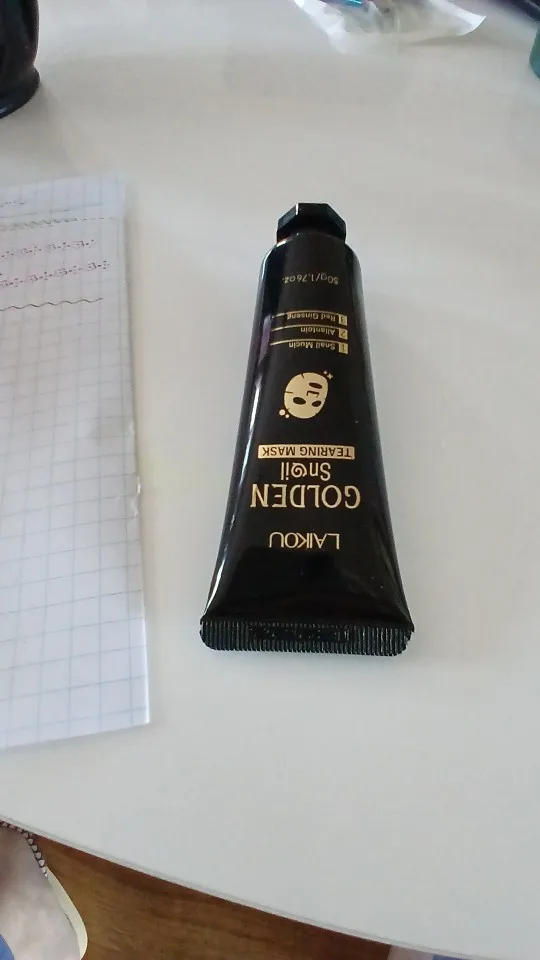 LAIKOU
GOLDEN
Snail
TEARING MASK
1 Snail Mucin
2 Allantoin
3 Red Ginseng
50g/1.76oz.